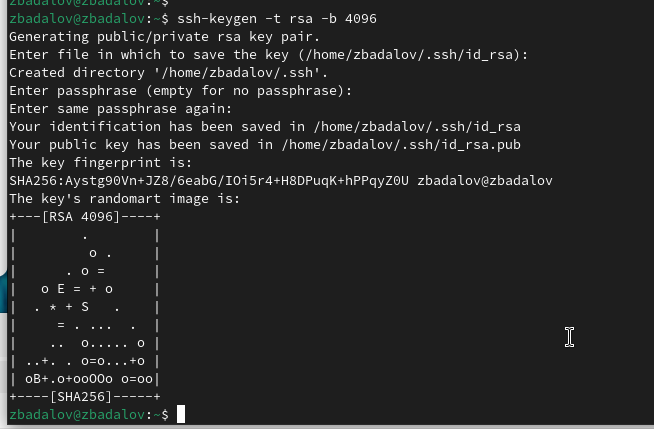 zbadalov@zbadalov:~$
zbadalov@zbadalov:~$ ssh-keygen -t rsa -b 4096
Generating public/private rsa key pair.
Enter file in which to save the key (/home/zbadalov/.ssh/id_rsa):
Created directory '/home/zbadalov/.ssh'.
Enter passphrase (empty for no passphrase):
Enter same passphrase again:
Your identification has been saved in /home/zbadalov/.ssh/id_rsa
Your public key has been saved in /home/zbadalov/.ssh/id_rsa.pub
The key fingerprint is:
SHA256:Aystg90Vn+JZ8/6eabG/IOi5r4+H8DPuqK+hPPqyZ0U zbadalov@zbadalov
The key's randomart image is:
+---[RSA 4096]----+
|        .        |
|         o .     |
|      . o =      |
|   o E = + o     |
|  . * + S   .    |
|     = . ...  .  |
|    ..  o..... o |
| ..+. . o=o...+o |
| oB+.o+ooOOo o=oo|
+----[SHA256]-----+
zbadalov@zbadalov:~$